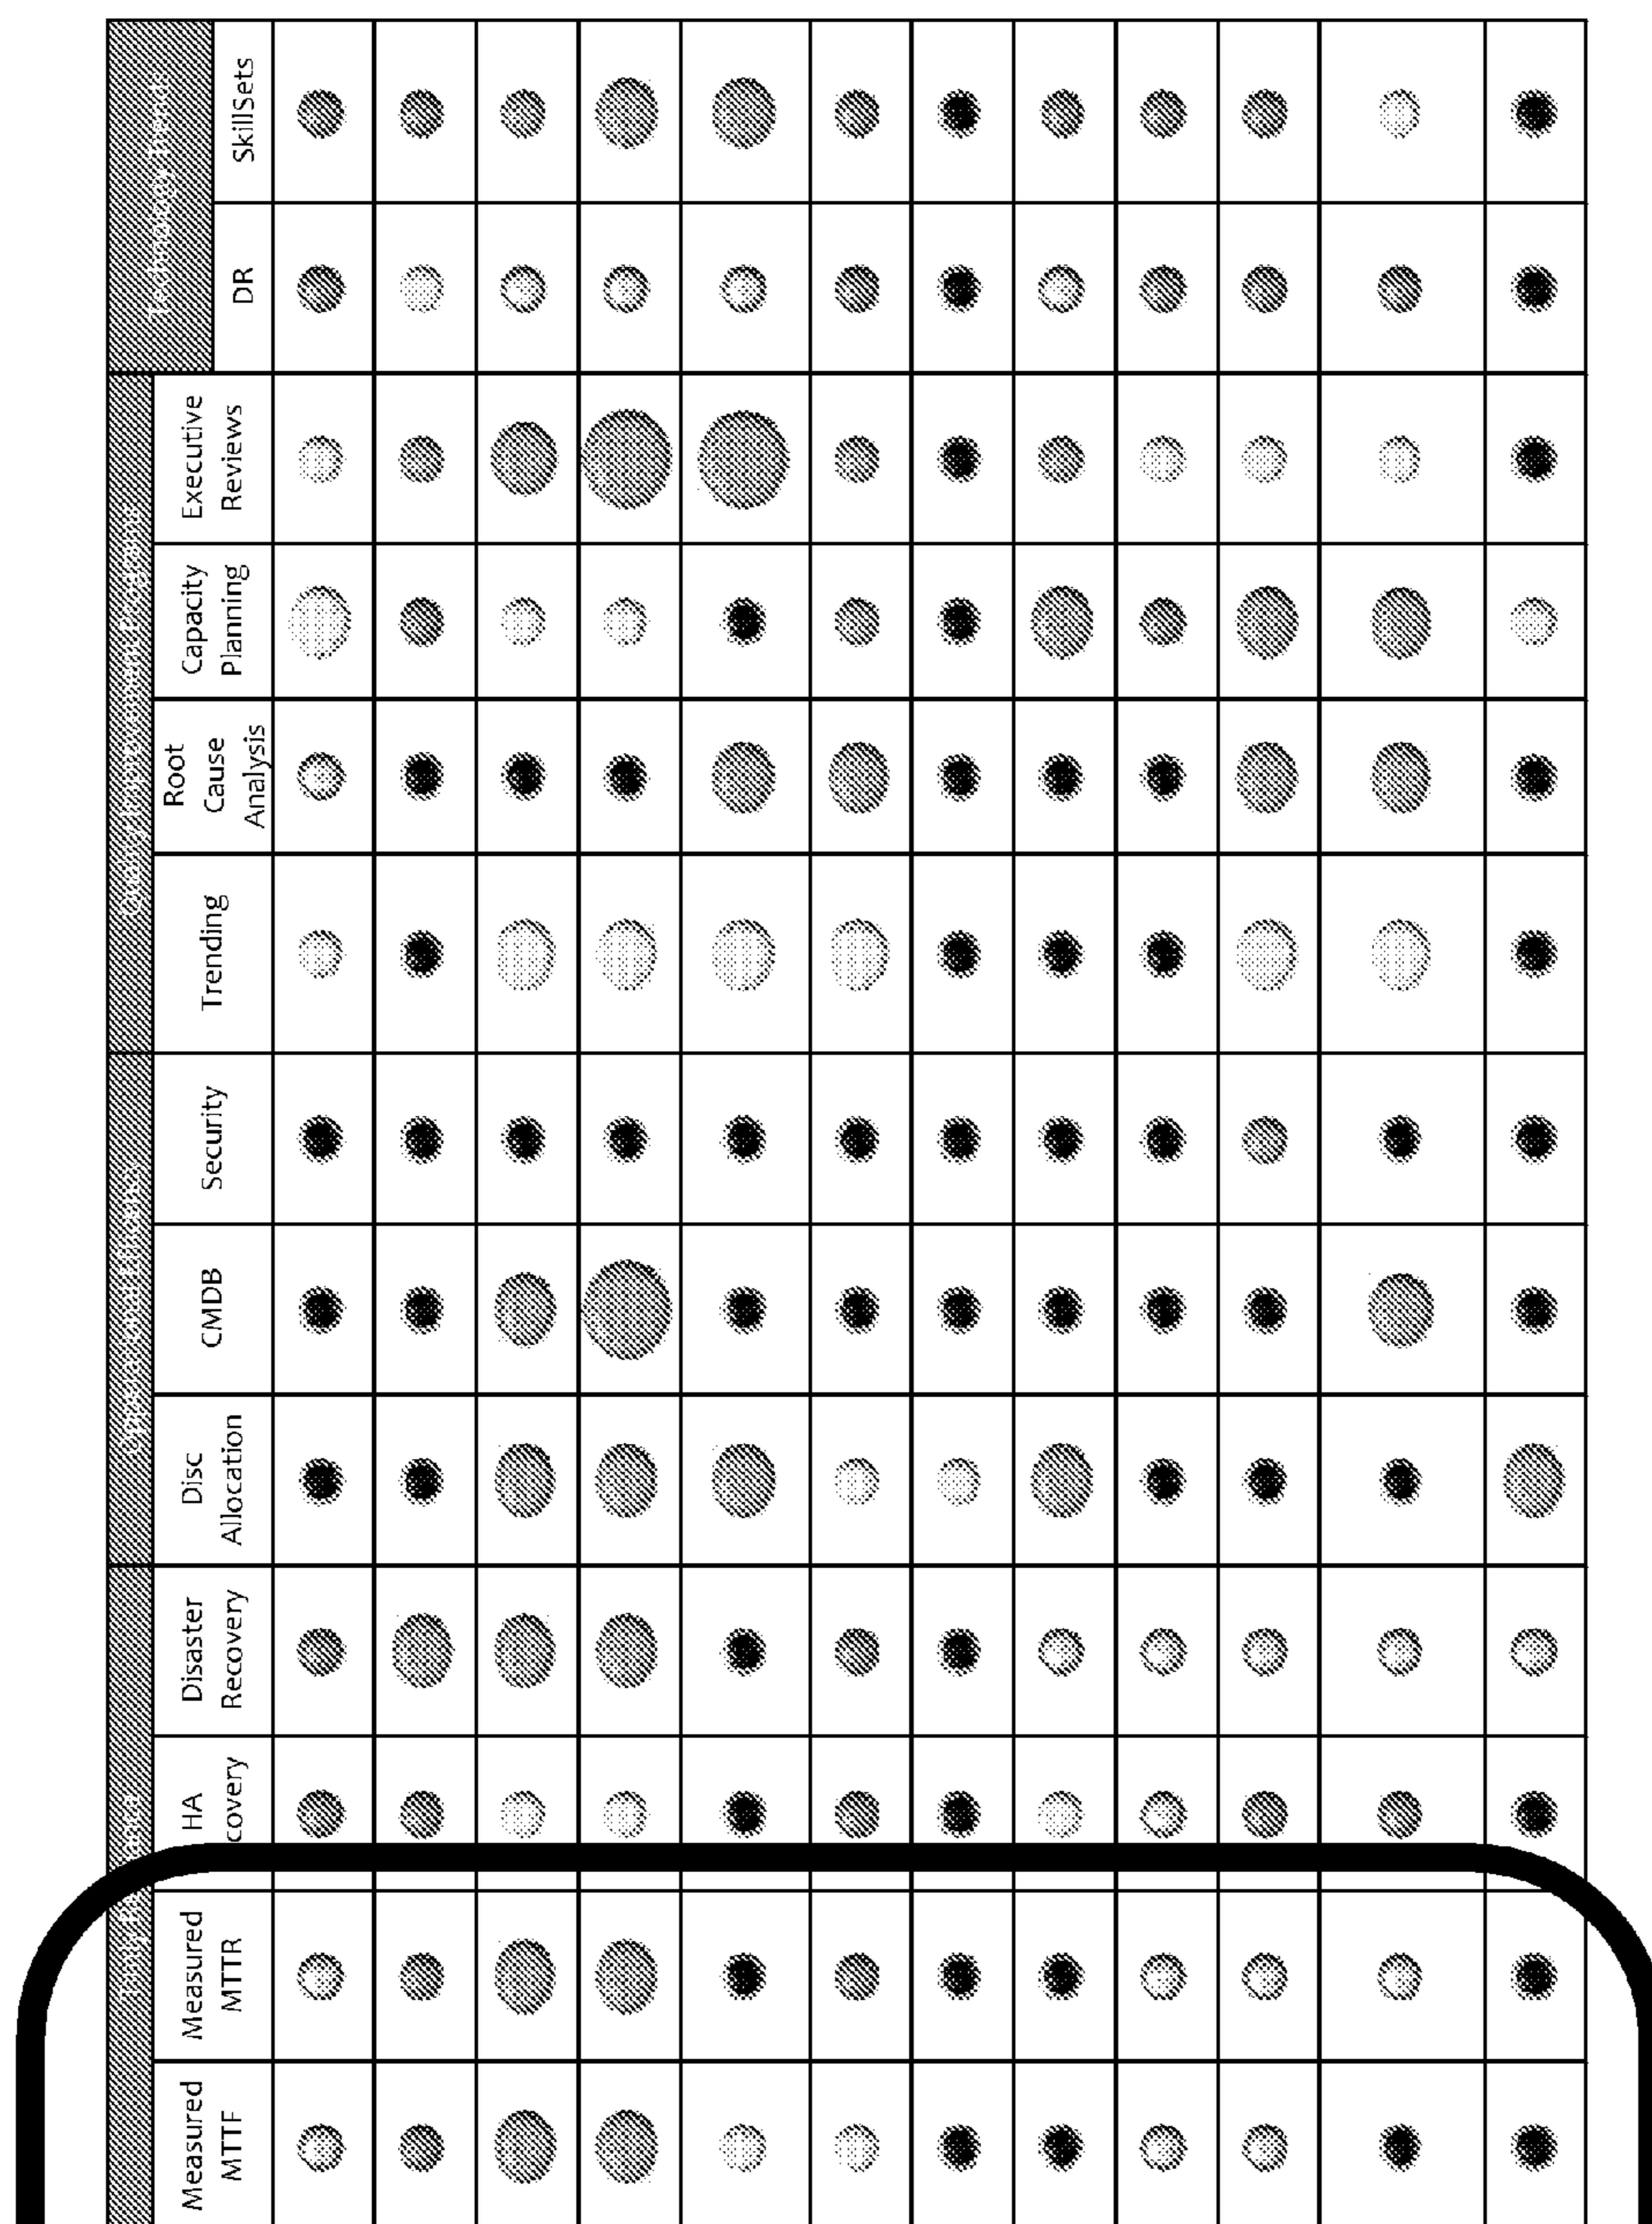 SkillSets
DR
Executive
Reviews
Capacity
Planning
Root
Cause
Analysis
Trending
Security
CMDB
Disc
Allocation
Disaster
Recovery
HA
covery
Measured
MTTR
Measured
MTTF